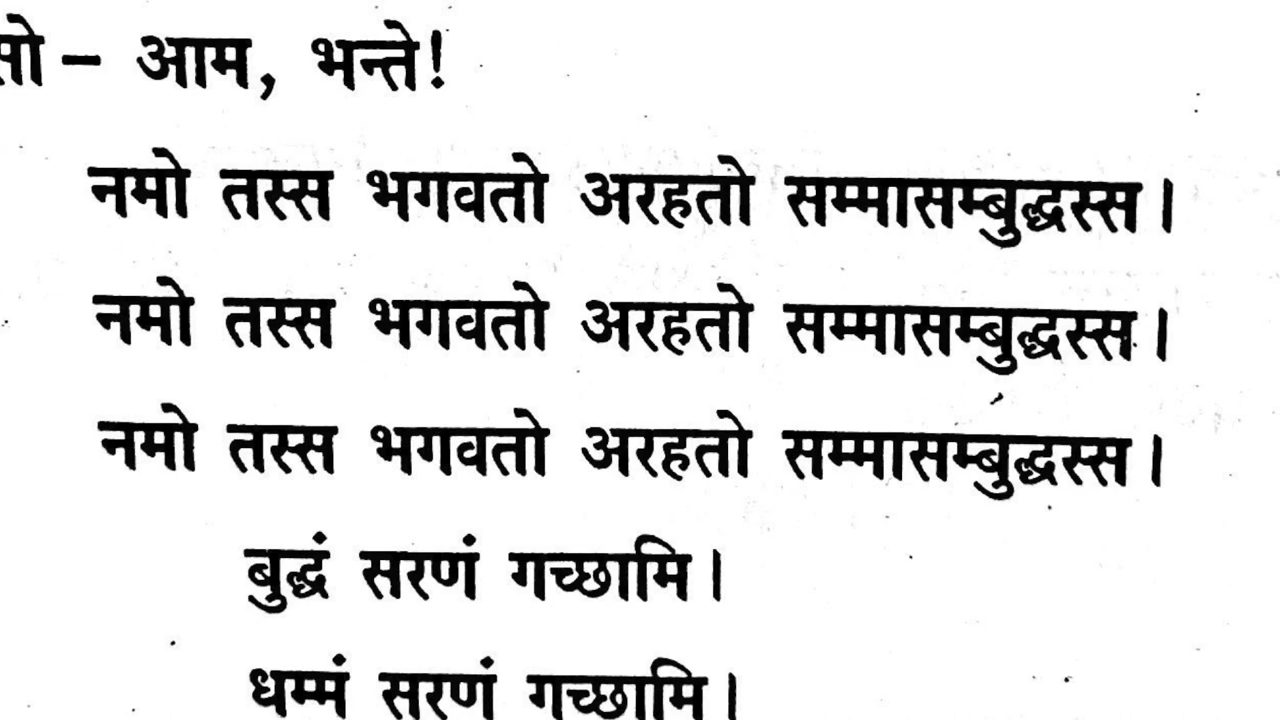 – आम, भन्ते!
नमो तस्स भगवतो अरहतो सम्मासम्बुद्धस्स।
नमो तस्स भगवतो अरहतो सम्मासम्बुद्धस्स।
नमो तस्स भगवतो अरहतो सम्मासम्बुद्धस्स।
बुद्धं सरणं गच्छामि।
धम्मं सरणं गच्छामि।